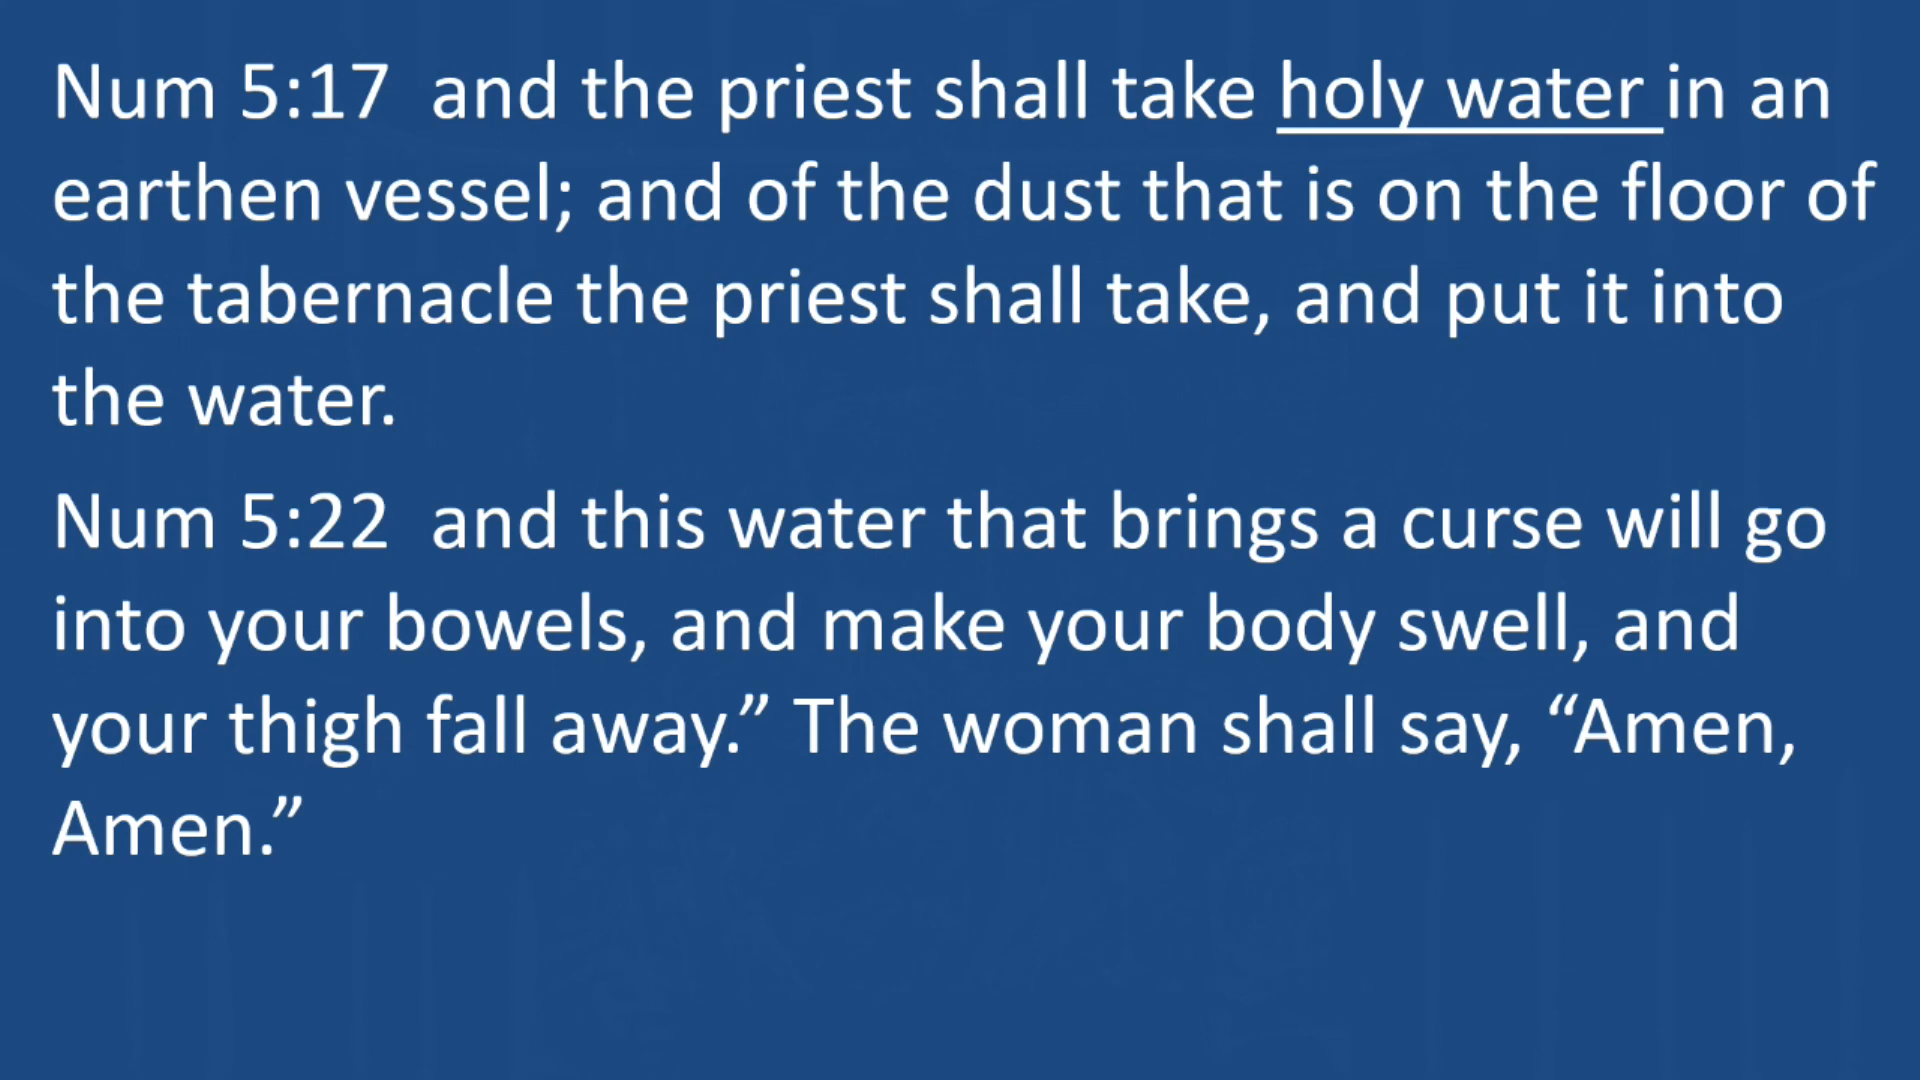 Num 5:17  and the priest shall take holy water in an
earthen vessel; and of the dust that is on the floor of
the tabernacle the priest shall take, and put it into
the water.
Num 5:22  and this water that brings a curse will go
into your bowels, and make your body swell, and
your thigh fall away.” The woman shall say, “Amen,
Amen.”